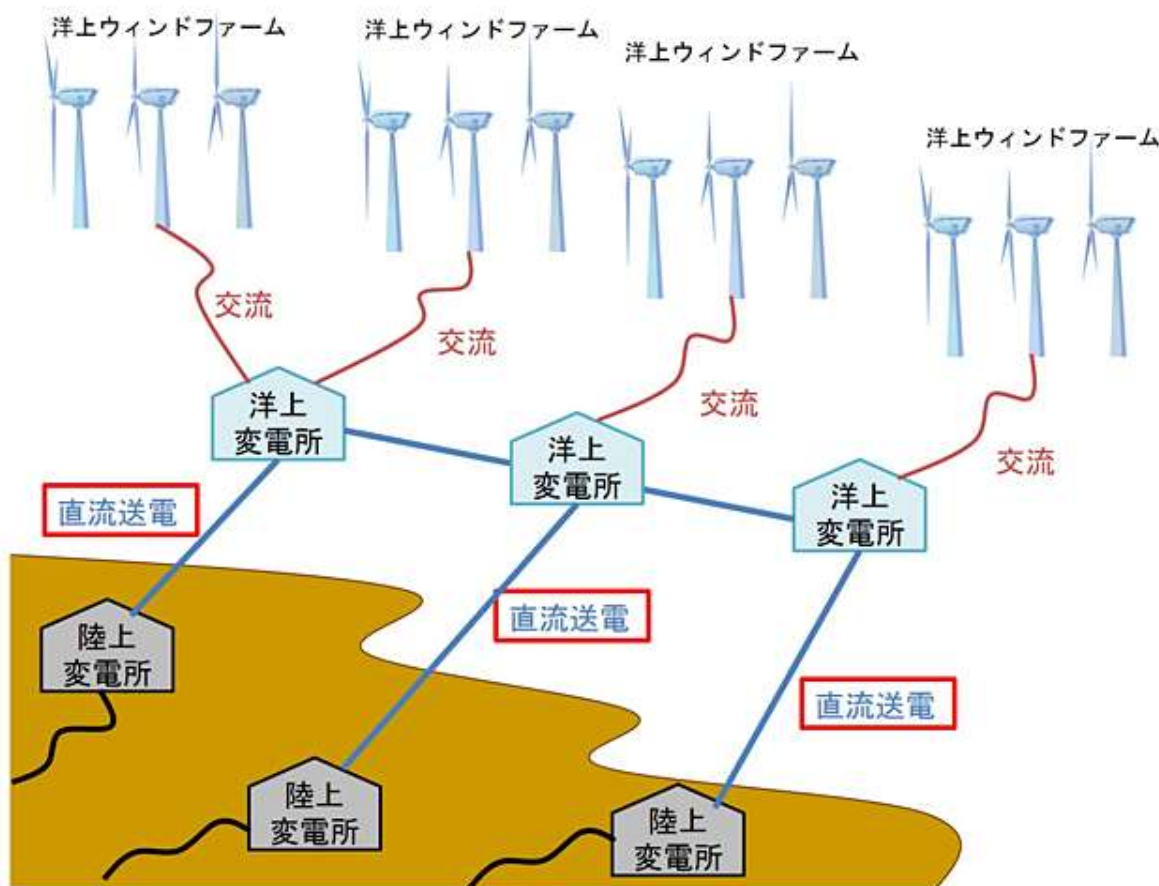 洋上ウィンドファーム
洋上ウィンドファーム
洋上ウィンドファーム
洋上ウィンドファーム
交流
交流
交流
交流
洋上
変電所
洋上
変電所
洋上
変電所
直流送電
直流送電
直流送電
陸上
変電所
陸上
変電所
陸上
変電所